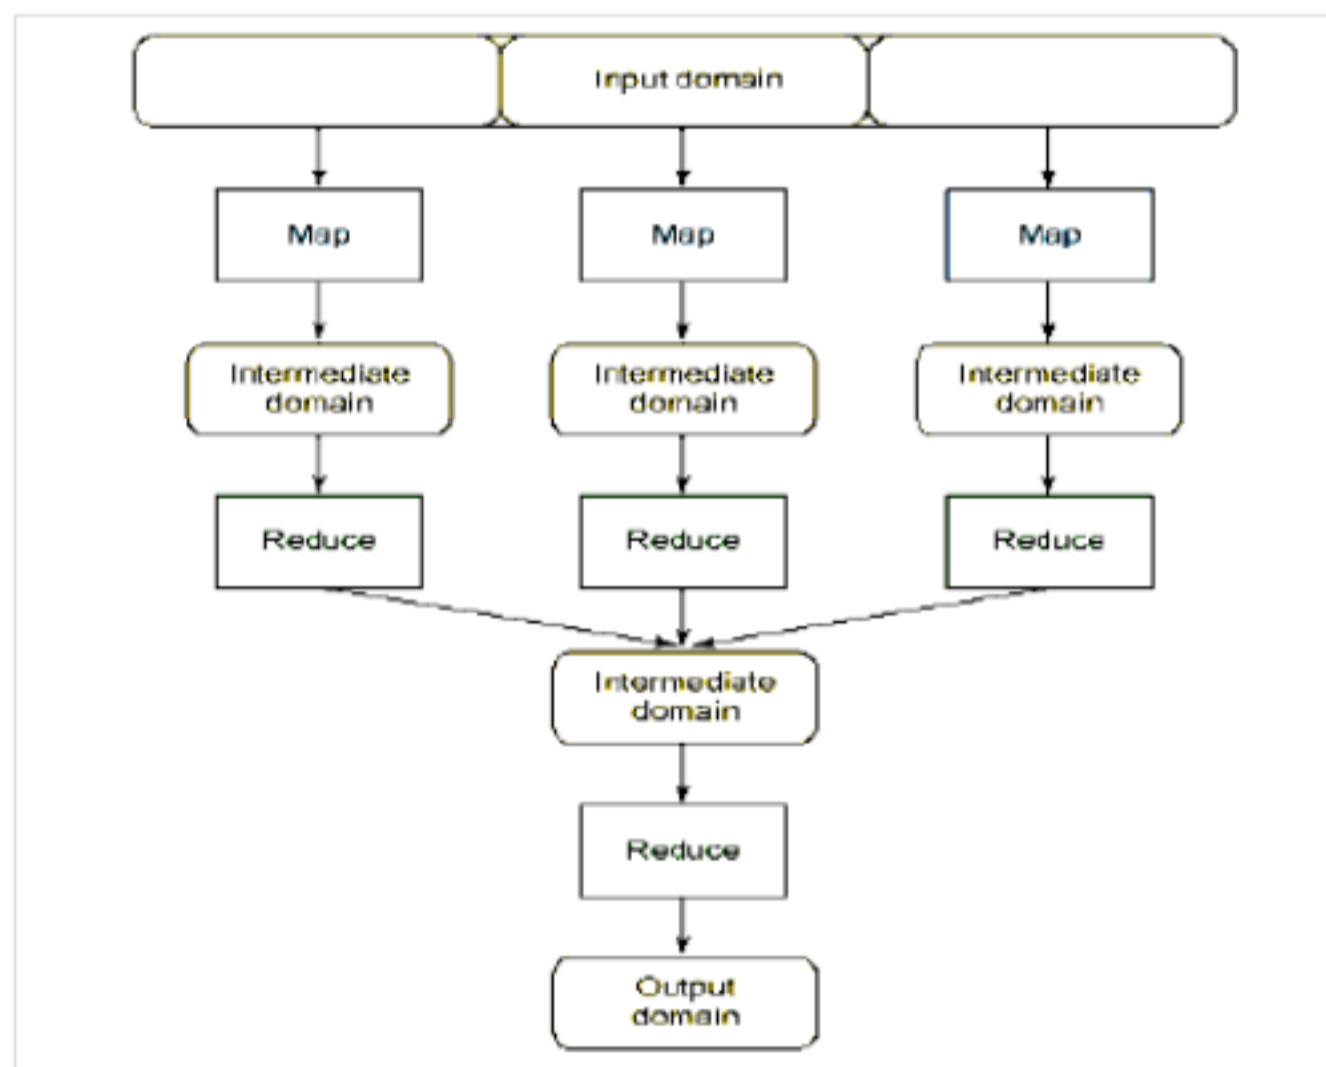 Input domain
Map
Map
Map
Intermediate
domain
Intermediate
domain
Intermediate
domain
Reduce
Reduce
Reduce
Intermediate
domain
Reduce
Output
domain